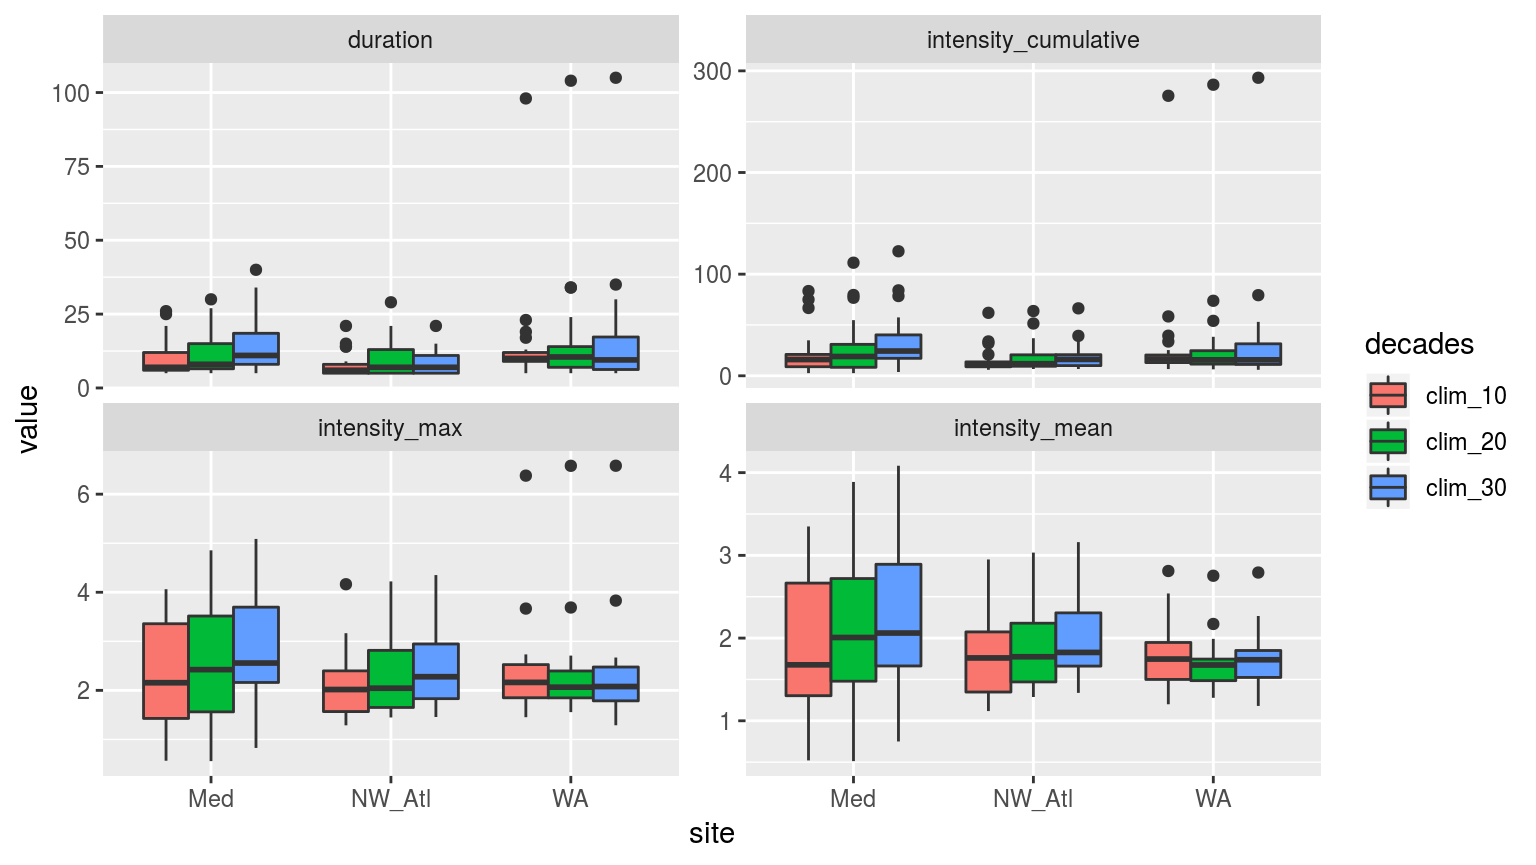 duration
intensity_cumulative
100
75
50
25
0
300
200
100
0
intensity_max
intensity_mean
6
4
2
4
3
2
1
Med
NW_Atl
WA
Med
NW_Atl
WA
site
value
decades
clim_10
clim_20
clim_30